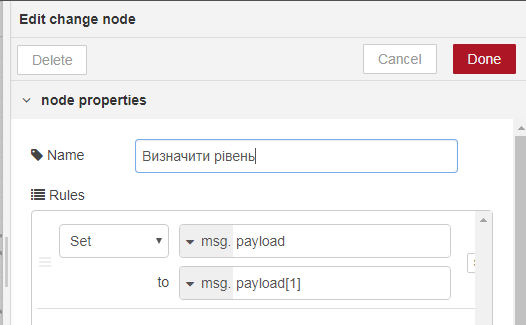 Edit change node
Delete Cancel Done
node properties
Name Визначити рівень
Rules
Set msg. payload
to msg. payload[1]